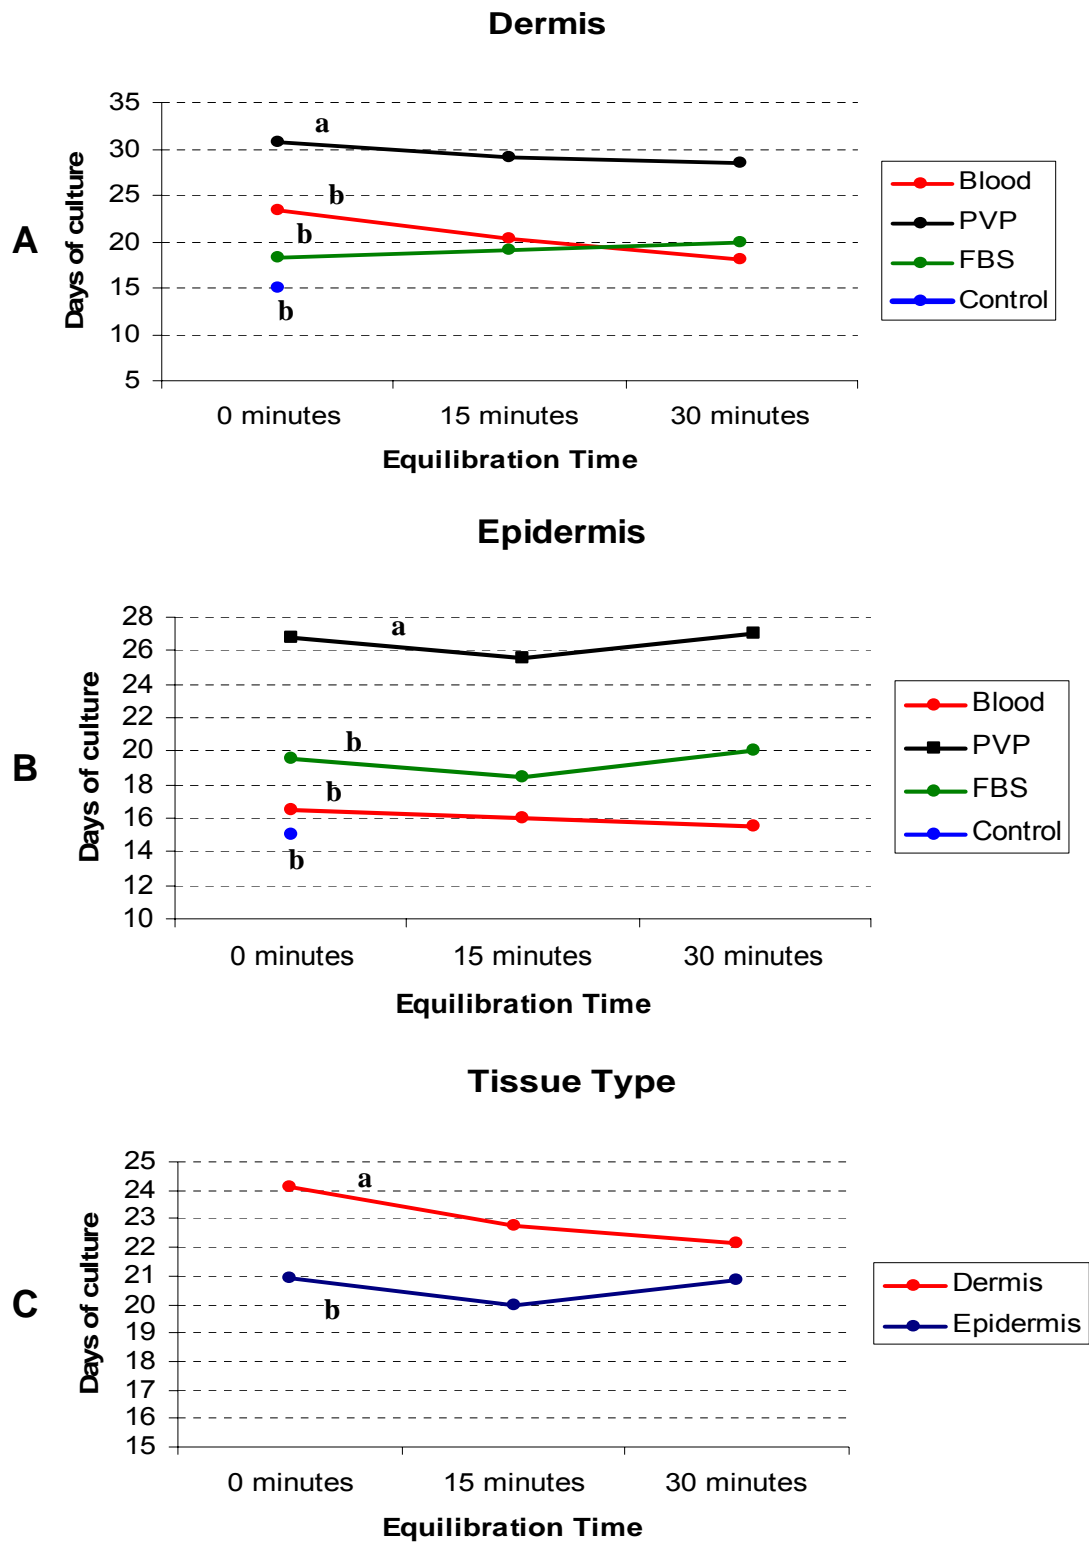 Dermis
A
Days of culture
35
30
25
20
15
10
5
a
b
b
b
0 minutes 15 minutes 30 minutes
Equilibration Time
Blood
PVP
FBS
Control
Epidermis
B
Days of culture
28
26
24
22
20
18
16
14
12
10
a
b
b
b
0 minutes 15 minutes 30 minutes
Equilibration Time
Blood
PVP
FBS
Control
Tissue Type
C
Days of culture
25
24
23
22
21
20
19
18
17
16
15
a
b
0 minutes 15 minutes 30 minutes
Equilibration Time
Dermis
Epidermis